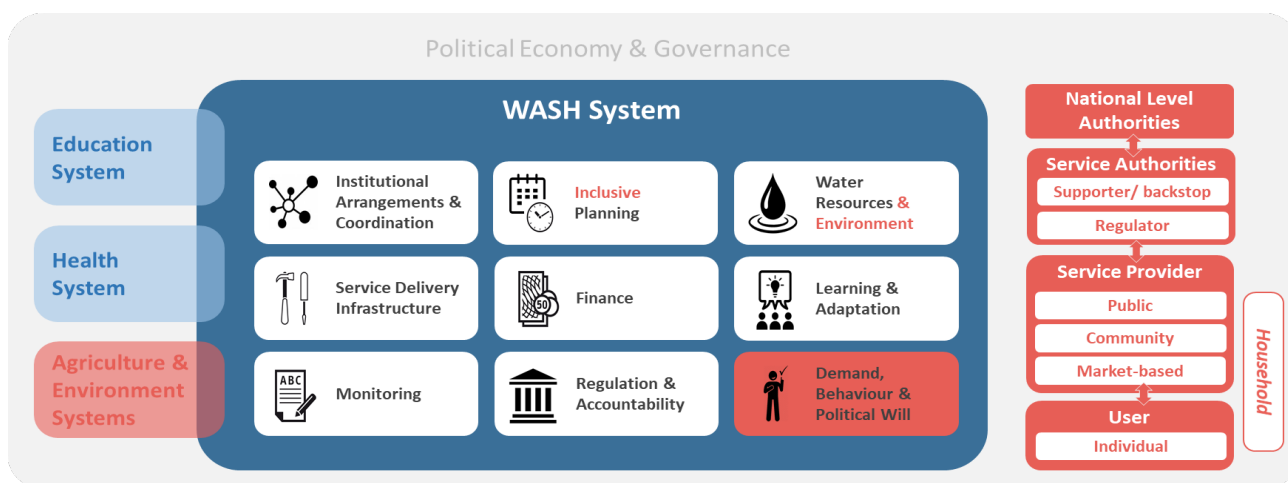 Political Economy & Governance
WASH System
Education
System
Health
System
Agriculture &
Environment
Systems
Institutional
Arrangements &
Coordination
Inclusive
Planning
Water
Resources &
Environment
Service Delivery
Infrastructure
50
Finance
Learning &
Adaptation
ABC
Monitoring
Regulation &
Accountability
Demand,
Behaviour &
Political Will
National Level
Authorities
Service Authorities
Supporter/ backstop
Regulator
Service Provider
Public
Community
Market-based
User
Individual
Household